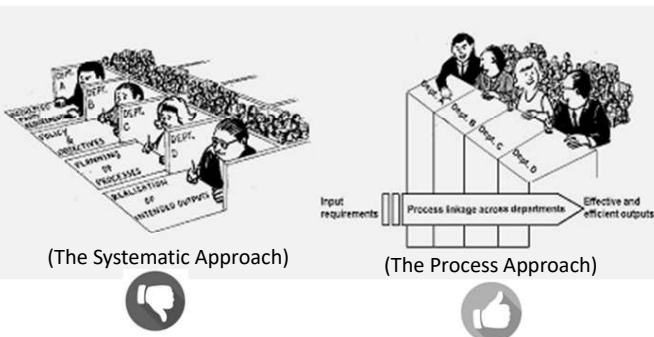 DEPT.
A
DEPT.
B
DEPT.
C
DEPT.
D
POLICY
&
OBJECTIVES
PLANNING
OF
PROCESSES
REALISATION
OF
INTENDED OUTPUTS
(The Systematic Approach)
Dept. A
Dept. B
Dept. C
Dept. D
Input
requirements
Process linkage across departments
Effective and
efficient outputs
(The Process Approach)